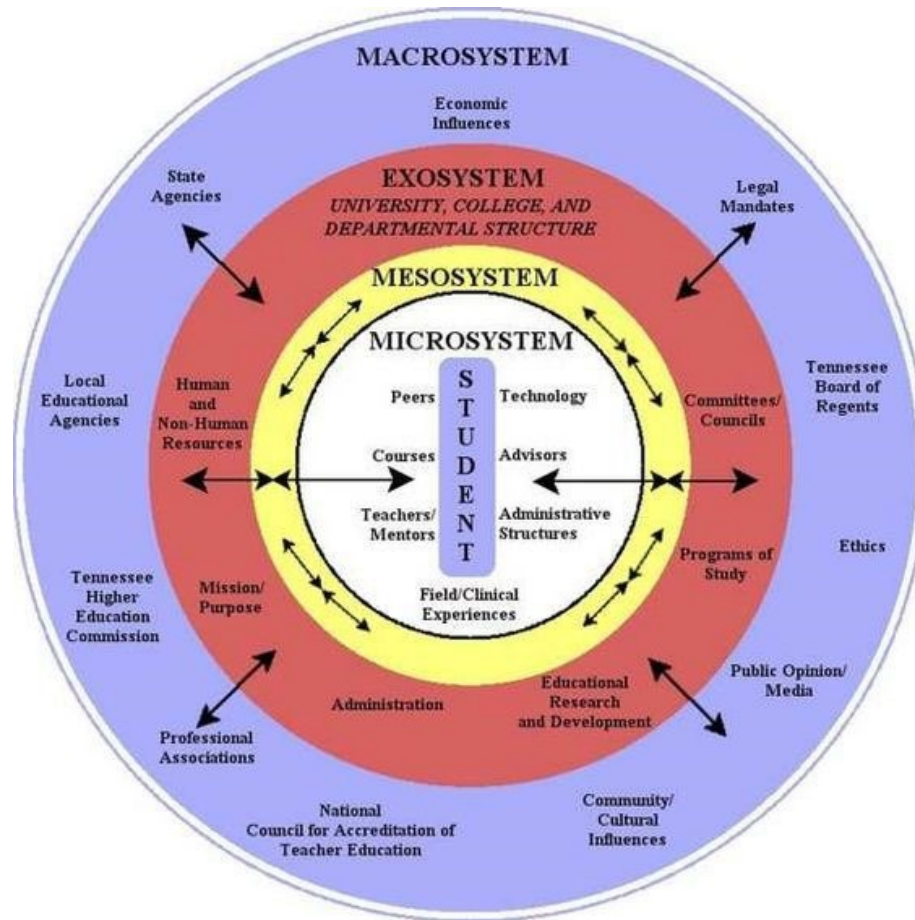 MACROSYSTEM
Economic
Influences
State
Agencies
Legal
Mandates
EXOSYSTEM
UNIVERSITY, COLLEGE, AND
DEPARTMENTAL STRUCTURE
MESOSYSTEM
MICROSYSTEM
STUDENT
Peers
Technology
Courses
Advisors
Teachers/
Mentors
Administrative
Structures
Field/Clinical
Experiences
Local
Educational
Agencies
Human
and
Non-Human
Resources
Committees/
Councils
Tennessee
Board of
Regents
Programs of
Study
Ethics
Tennessee
Higher
Education
Commission
Mission/
Purpose
Administration
Educational
Research
and Development
Public Opinion/
Media
Professional
Associations
National
Council for Accreditation of
Teacher Education
Community/
Cultural
Influences